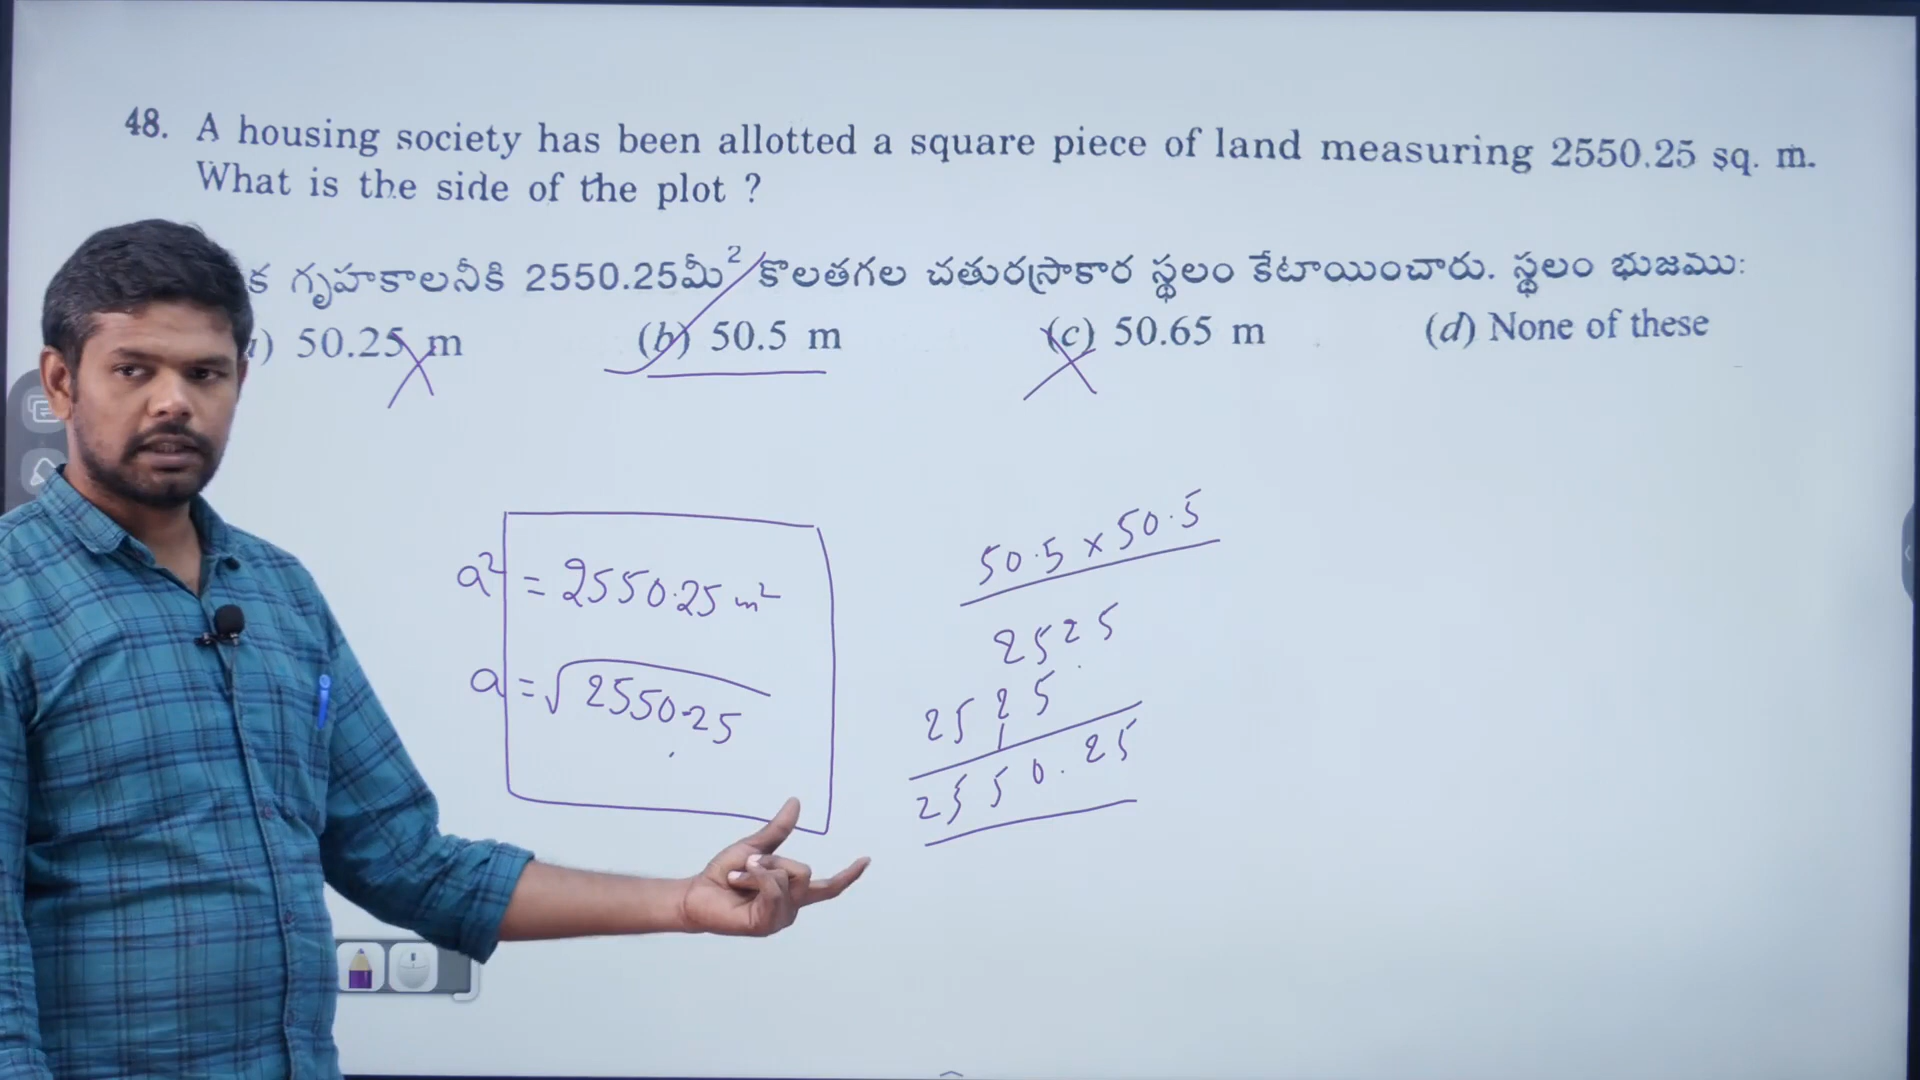 48. A housing society has been allotted a square piece of land measuring 2550.25 sq. m.
What is the side of the plot ?
క గృహకాలనీకి 2550.25మీ² కొలతగల చతురస్రాకార స్థలం కేటాయించారు. స్థలం భుజము:
) 50.25 m (b) 50.5 m (c) 50.65 m (d) None of these
a² = 2550.25 m²
a = √2550.25
50.5 x 50.5
2525
2525
2550.25